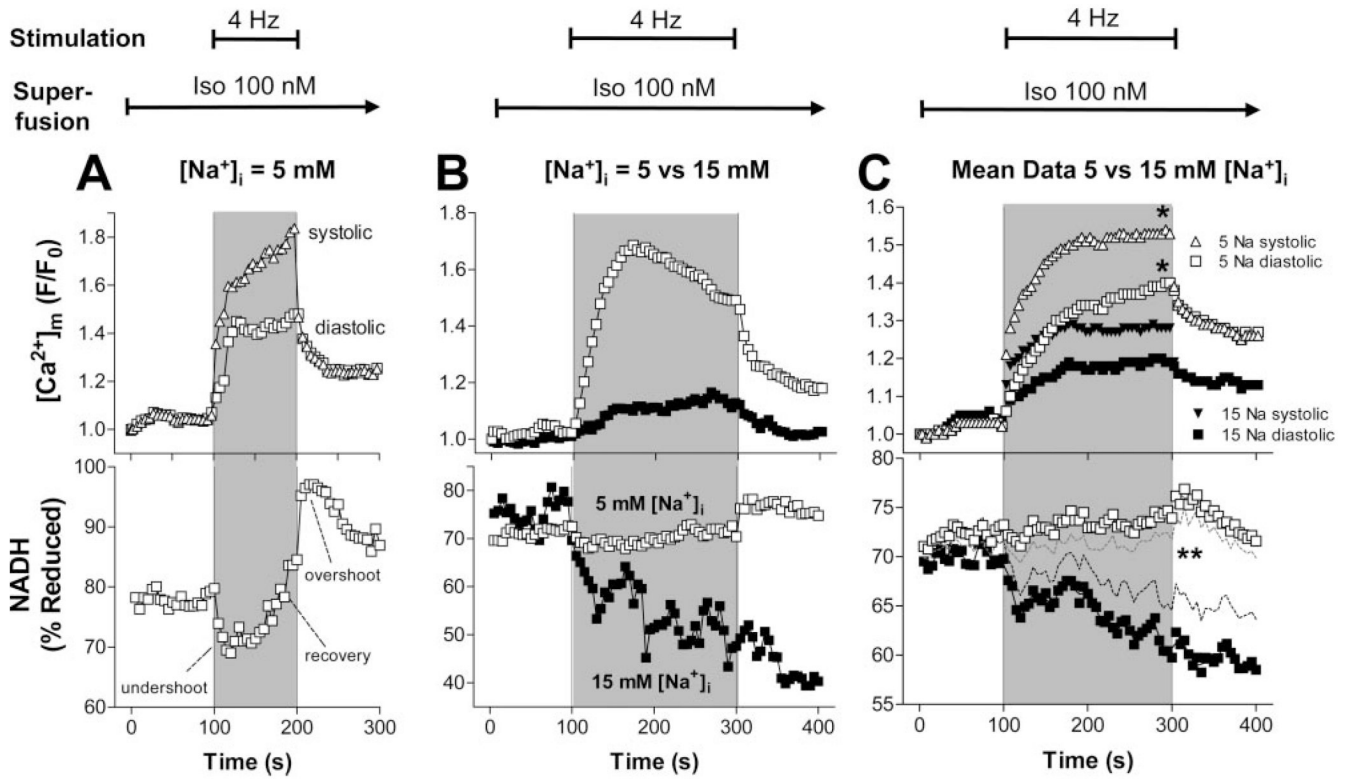 Stimulation
4 Hz
4 Hz
4 Hz
Super-
fusion
Iso 100 nM
Iso 100 nM
Iso 100 nM
A
[Na⁺]ᵢ = 5 mM
B
[Na⁺]ᵢ = 5 vs 15 mM
C
Mean Data 5 vs 15 mM [Na⁺]ᵢ
[Ca²⁺]ₘ (F/F₀)
1.8
1.6
1.4
1.2
1.0
systolic
diastolic
1.8
1.6
1.4
1.2
1.0
1.6
1.5
1.4
1.3
1.2
1.1
1.0
*
*
5 Na systolic
5 Na diastolic
15 Na systolic
15 Na diastolic
NADH
(% Reduced)
100
90
80
70
60
undershoot
overshoot
recovery
0 100 200 300
Time (s)
80
70
60
50
40
5 mM [Na⁺]ᵢ
15 mM [Na⁺]ᵢ
0 100 200 300 400
Time (s)
80
75
70
65
60
55
**
0 100 200 300 400
Time (s)